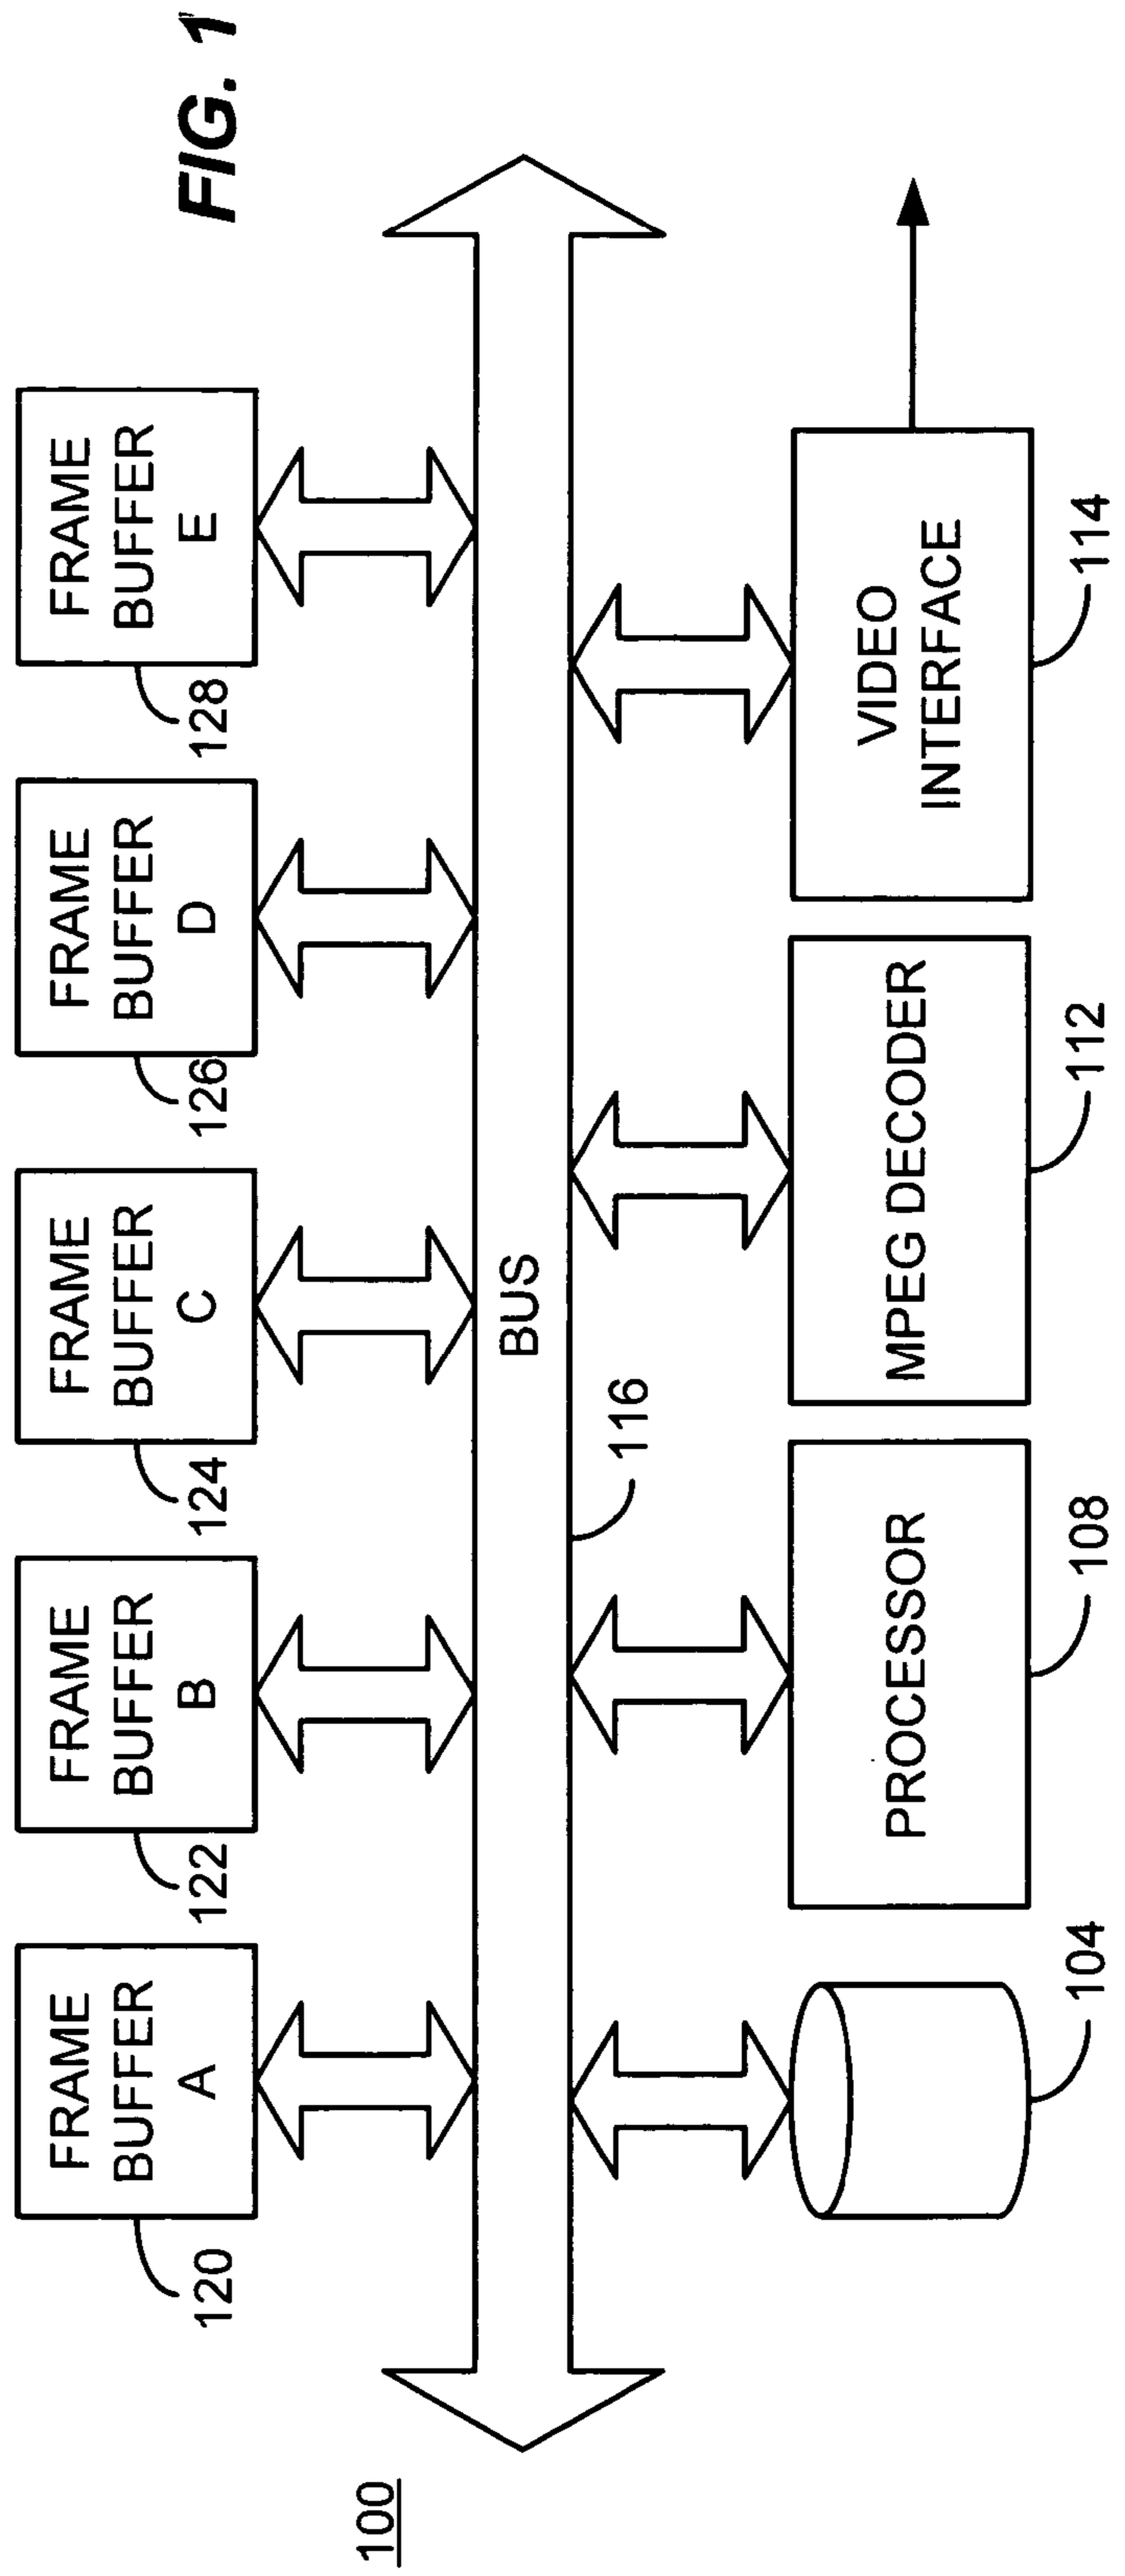 FIG. 1
FRAME
BUFFER
A
120
FRAME
BUFFER
B
122
FRAME
BUFFER
C
124
FRAME
BUFFER
D
126
FRAME
BUFFER
E
128
100
BUS
116
104
PROCESSOR
108
MPEG DECODER
112
VIDEO
INTERFACE
114